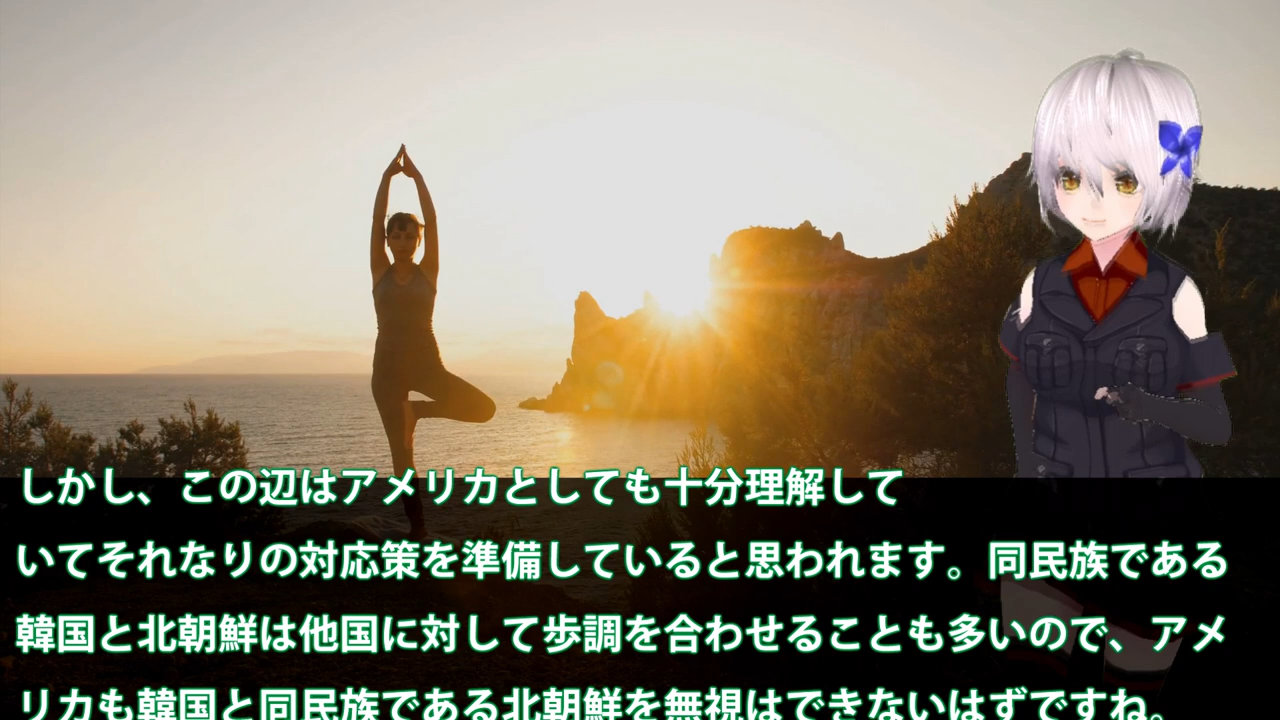 しかし、この辺はアメリカとしても十分理解して
いてそれなりの対応策を準備していると思われます。同民族である
韓国と北朝鮮は他国に対して歩調を合わせることも多いので、アメ
リカも韓国と同民族である北朝鮮を無視はできないはずですね。